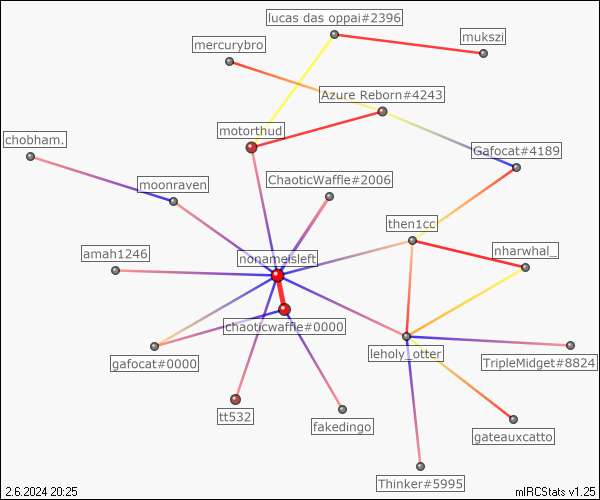 lucas das oppai#2396
mukszi
mercurybro
Azure Reborn#4243
motorthud
chobham.
Gafocat#4189
moonraven
ChaoticWaffle#2006
then1cc
amah1246
nonameisleft
nharwhal_
chaoticwaffle#0000
gafocat#0000
leholy_otter
TripleMidget#8824
tt532
fakedingo
gateauxcatto
Thinker#5995
2.6.2024 20:25
mIRCStats v1.25